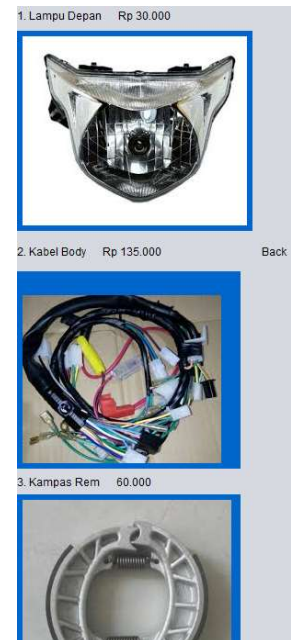 1. Lampu Depan Rp 30.000
2. Kabel Body Rp 135.000 Back
3. Kampas Rem 60.000